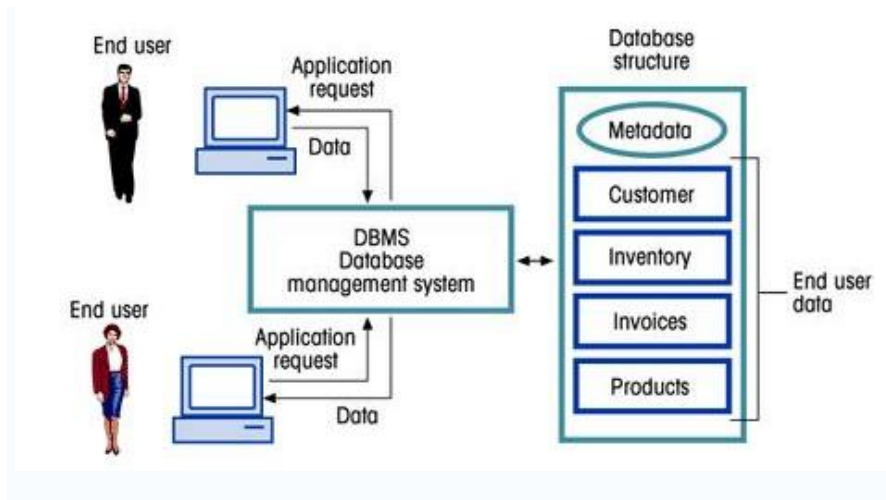 End user
Application
request
Data
Database
structure
Metadata
Customer
DBMS
Database
management system
Inventory
End user
data
Invoices
End user
Application
request
Products
Data